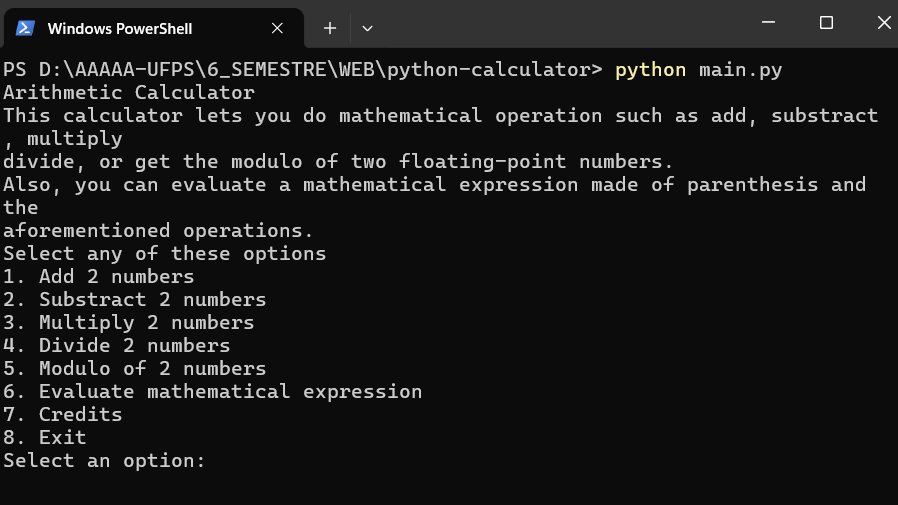 Windows PowerShell
PS D:\AAAAA-UFPS\6_SEMESTRE\WEB\python-calculator> python main.py
Arithmetic Calculator
This calculator lets you do mathematical operation such as add, substract
, multiply
divide, or get the modulo of two floating-point numbers.
Also, you can evaluate a mathematical expression made of parenthesis and
the
aforementioned operations.
Select any of these options
1. Add 2 numbers
2. Substract 2 numbers
3. Multiply 2 numbers
4. Divide 2 numbers
5. Modulo of 2 numbers
6. Evaluate mathematical expression
7. Credits
8. Exit
Select an option: